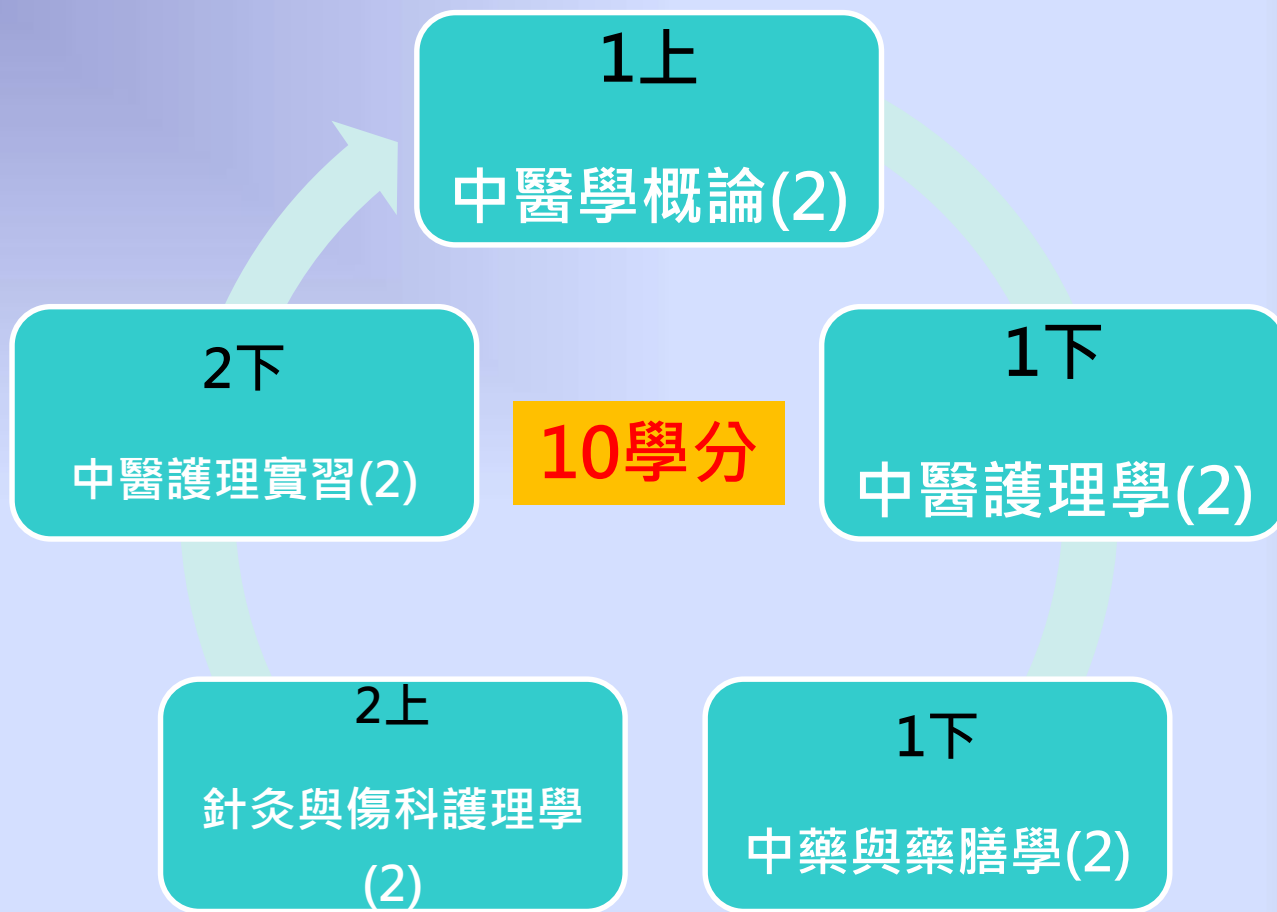 1上
中醫學概論(2)
1下
中醫護理學(2)
1下
中藥與藥膳學(2)
2上
針灸與傷科護理學
(2)
2下
中醫護理實習(2)
10學分